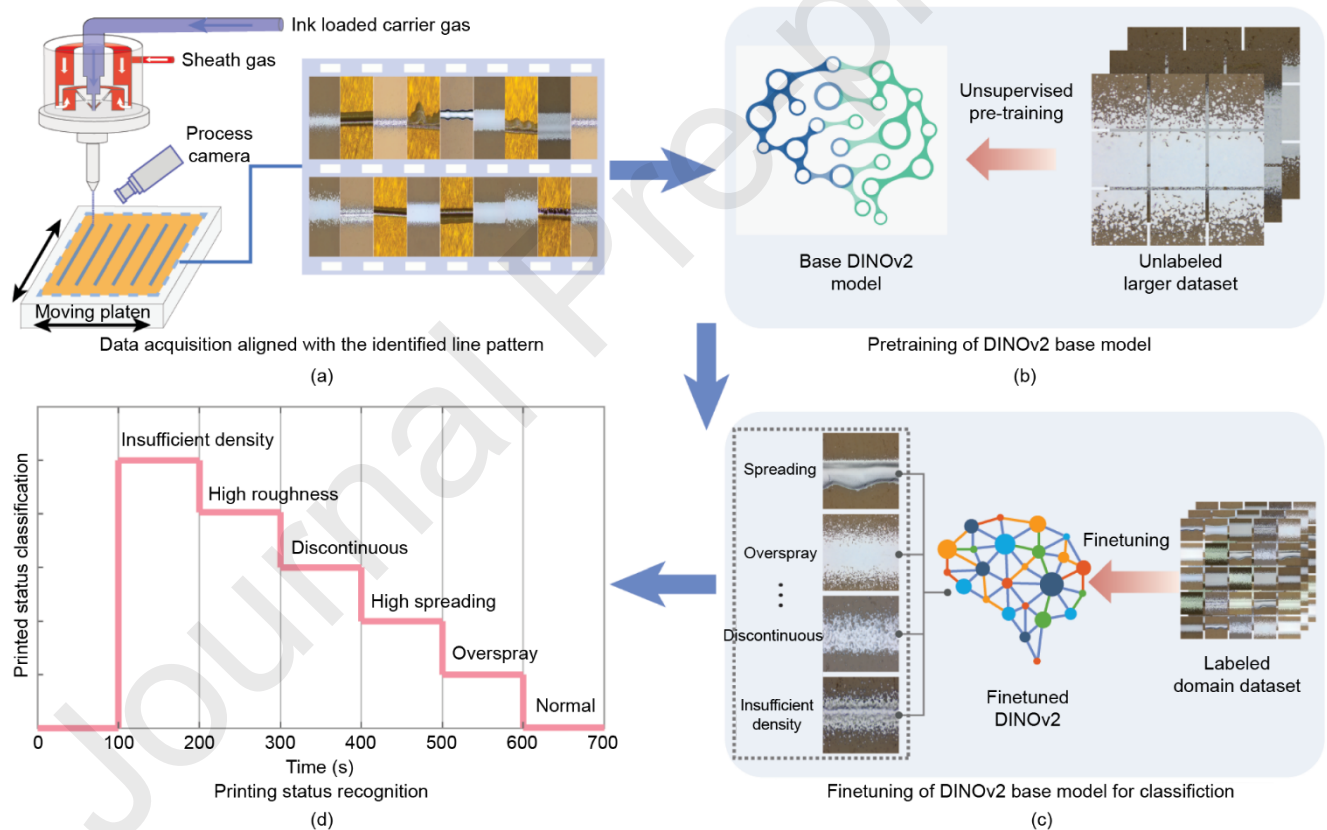 Ink loaded carrier gas
Sheath gas
Process
camera
Moving platen
Data acquisition aligned with the identified line pattern
(a)
Unsupervised
pre-training
Base DINOv2
model
Unlabeled
larger dataset
Pretraining of DINOv2 base model
(b)
Spreading
Overspray
Discontinuous
Insufficient
density
Finetuning
Finetuned
DINOv2
Labeled
domain dataset
Finetuning of DINOv2 base model for classifiction
(c)
Printed status classification
Insufficient density
High roughness
Discontinuous
High spreading
Overspray
Normal
0 100 200 300 400 500 600 700
Time (s)
Printing status recognition
(d)